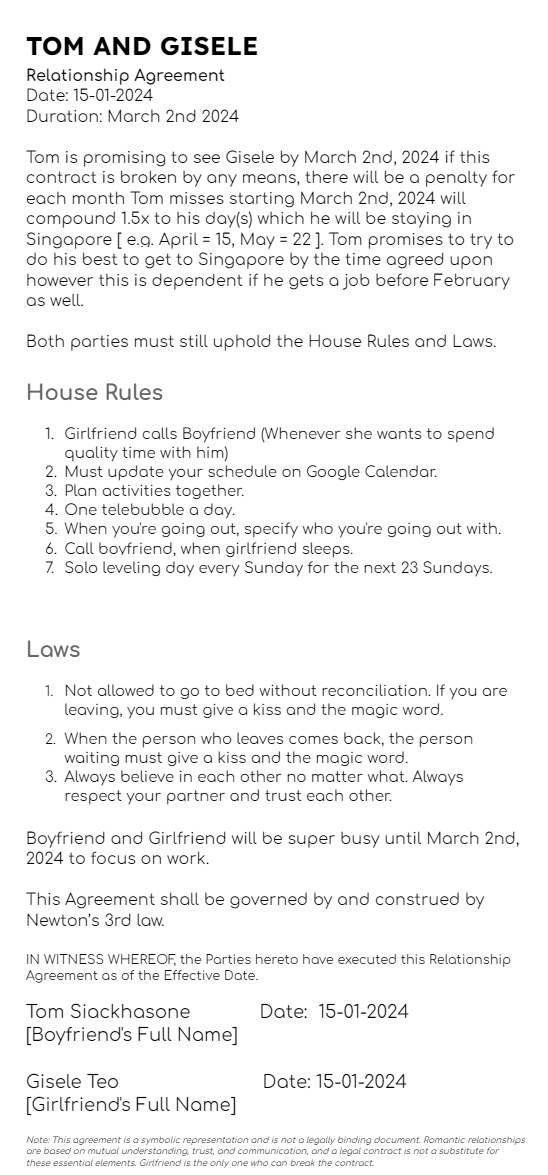 TOM AND GISELE
Relationship Agreement
Date: 15-01-2024
Duration: March 2nd 2024
Tom is promising to see Gisele by March 2nd, 2024 if this
contract is broken by any means, there will be a penalty for
each month Tom misses starting March 2nd, 2024 will
compound 1.5x to his day(s) which he will be staying in
Singapore [ e.g. April = 15, May = 22 ]. Tom promises to try to
do his best to get to Singapore by the time agreed upon
however this is dependent if he gets a job before February
as well.
Both parties must still uphold the House Rules and Laws.
House Rules
1. Girlfriend calls Boyfriend (Whenever she wants to spend
quality time with him)
2. Must update your schedule on Google Calendar.
3. Plan activities together.
4. One telebubble a day.
5. When you're going out, specify who you're going out with.
6. Call boyfriend, when girlfriend sleeps.
7. Solo leveling day every Sunday for the next 23 Sundays.
Laws
1. Not allowed to go to bed without reconciliation. If you are
leaving, you must give a kiss and the magic word.
2. When the person who leaves comes back, the person
waiting must give a kiss and the magic word.
3. Always believe in each other no matter what. Always
respect your partner and trust each other.
Boyfriend and Girlfriend will be super busy until March 2nd,
2024 to focus on work.
This Agreement shall be governed by and construed by
Newton's 3rd law.
IN WITNESS WHEREOF, the Parties hereto have executed this Relationship
Agreement as of the Effective Date.
Tom Siackhasone Date: 15-01-2024
[Boyfriend's Full Name]
Gisele Teo Date: 15-01-2024
[Girlfriend's Full Name]
Note: This agreement is a symbolic representation and is not a legally binding document. Romantic relationships
are based on mutual understanding, trust, and communication, and a legal contract is not a substitute for
these essential elements. Girlfriend is the only one who can break the contract.